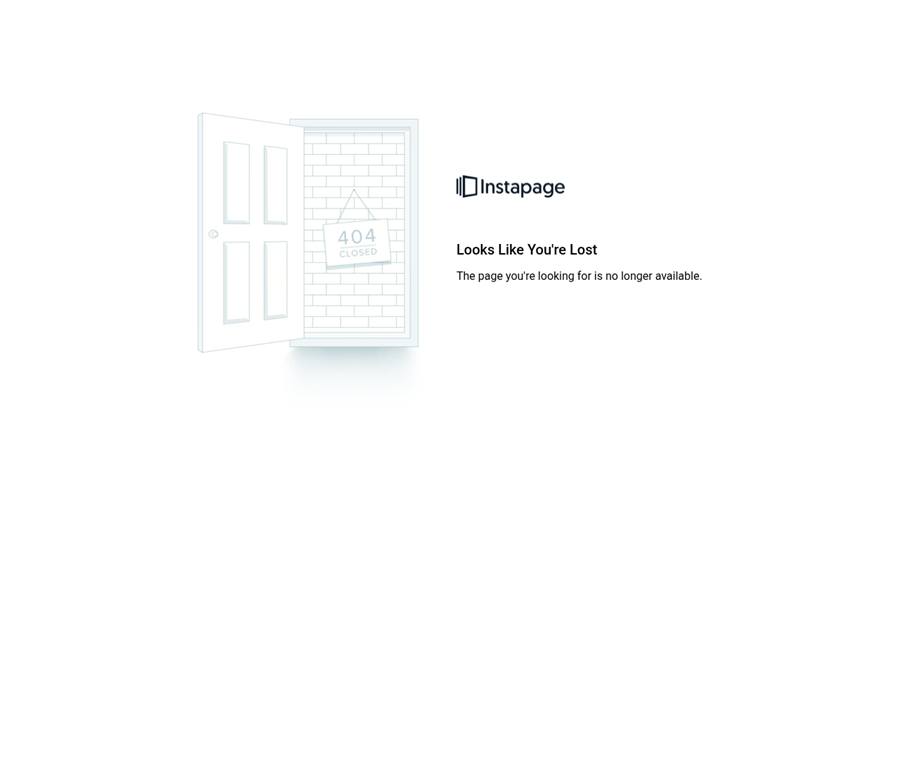 Instapage
404
CLOSED
Looks Like You're Lost
The page you're looking for is no longer available.